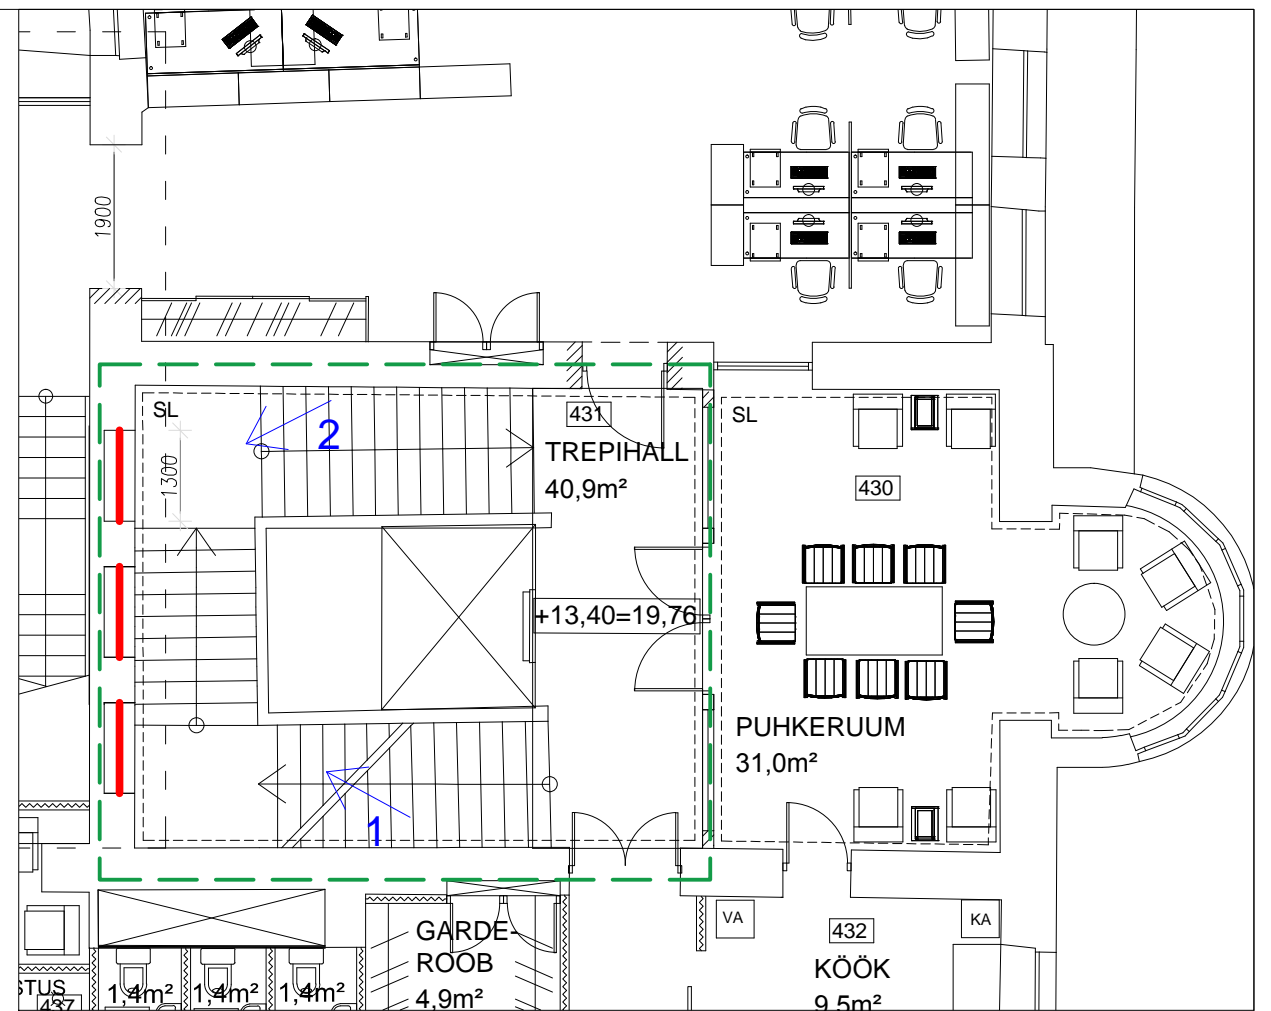 1900
SL
2
431
SL
TREPIHALL
1300
40,9m²
430
+13,40=19,76
PUHKERUUM
31,0m²
1
VA
432
KA
GARDE-
ROOB
KÖÖK
STUS
1,4m²
1,4m²
1,4m²
4,9m²
9,5m²
437